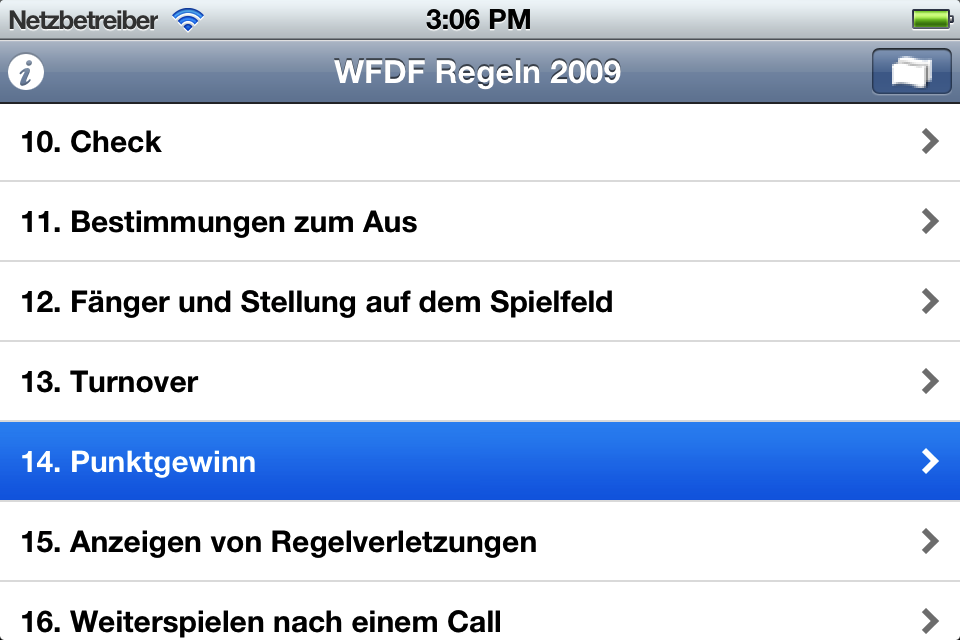 Netzbetreiber 3:06 PM
i WFDF Regeln 2009
10. Check
11. Bestimmungen zum Aus
12. Fänger und Stellung auf dem Spielfeld
13. Turnover
14. Punktgewinn
15. Anzeigen von Regelverletzungen
16. Weiterspielen nach einem Call